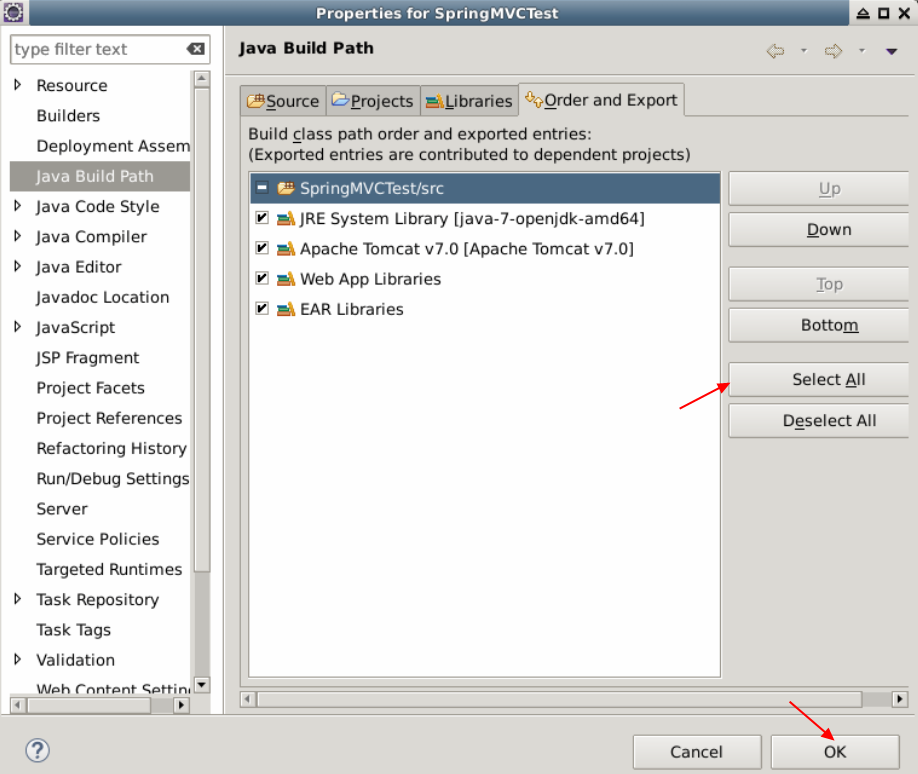 Properties for SpringMVCTest
type filter text
Resource
Builders
Deployment Assem
Java Build Path
Java Code Style
Java Compiler
Java Editor
Javadoc Location
JavaScript
JSP Fragment
Project Facets
Project References
Refactoring History
Run/Debug Settings
Server
Service Policies
Targeted Runtimes
Task Repository
Task Tags
Validation
Web Content Settin
Java Build Path
Source Projects Libraries Order and Export
Build class path order and exported entries:
(Exported entries are contributed to dependent projects)
SpringMVCTest/src
JRE System Library [java-7-openjdk-amd64]
Apache Tomcat v7.0 [Apache Tomcat v7.0]
Web App Libraries
EAR Libraries
Up
Down
Top
Bottom
Select All
Deselect All
?
Cancel OK